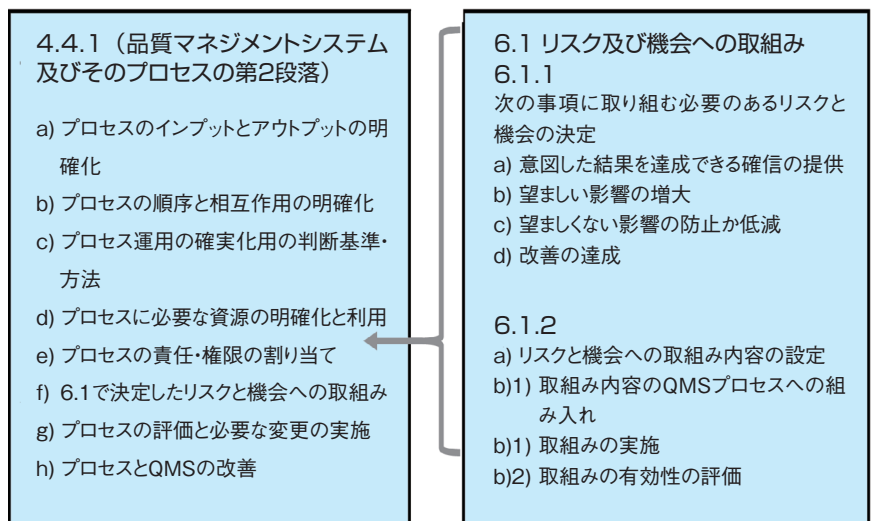 4.4.1（品質マネジメントシステム
及びそのプロセスの第2段落）
a) プロセスのインプットとアウトプットの明
確化
b) プロセスの順序と相互作用の明確化
c) プロセス運用の確実化用の判断基準・
方法
d) プロセスに必要な資源の明確化と利用
e) プロセスの責任・権限の割り当て
f) 6.1で決定したリスクと機会への取組み
g) プロセスの評価と必要な変更の実施
h) プロセスとQMSの改善
6.1 リスク及び機会への取組み
6.1.1
次の事項に取り組む必要のあるリスクと
機会の決定
a) 意図した結果を達成できる確信の提供
b) 望ましい影響の増大
c) 望ましくない影響の防止か低減
d) 改善の達成
6.1.2
a) リスクと機会への取組み内容の設定
b)1) 取組み内容のQMSプロセスへの組
み入れ
b)1) 取組みの実施
b)2) 取組みの有効性の評価